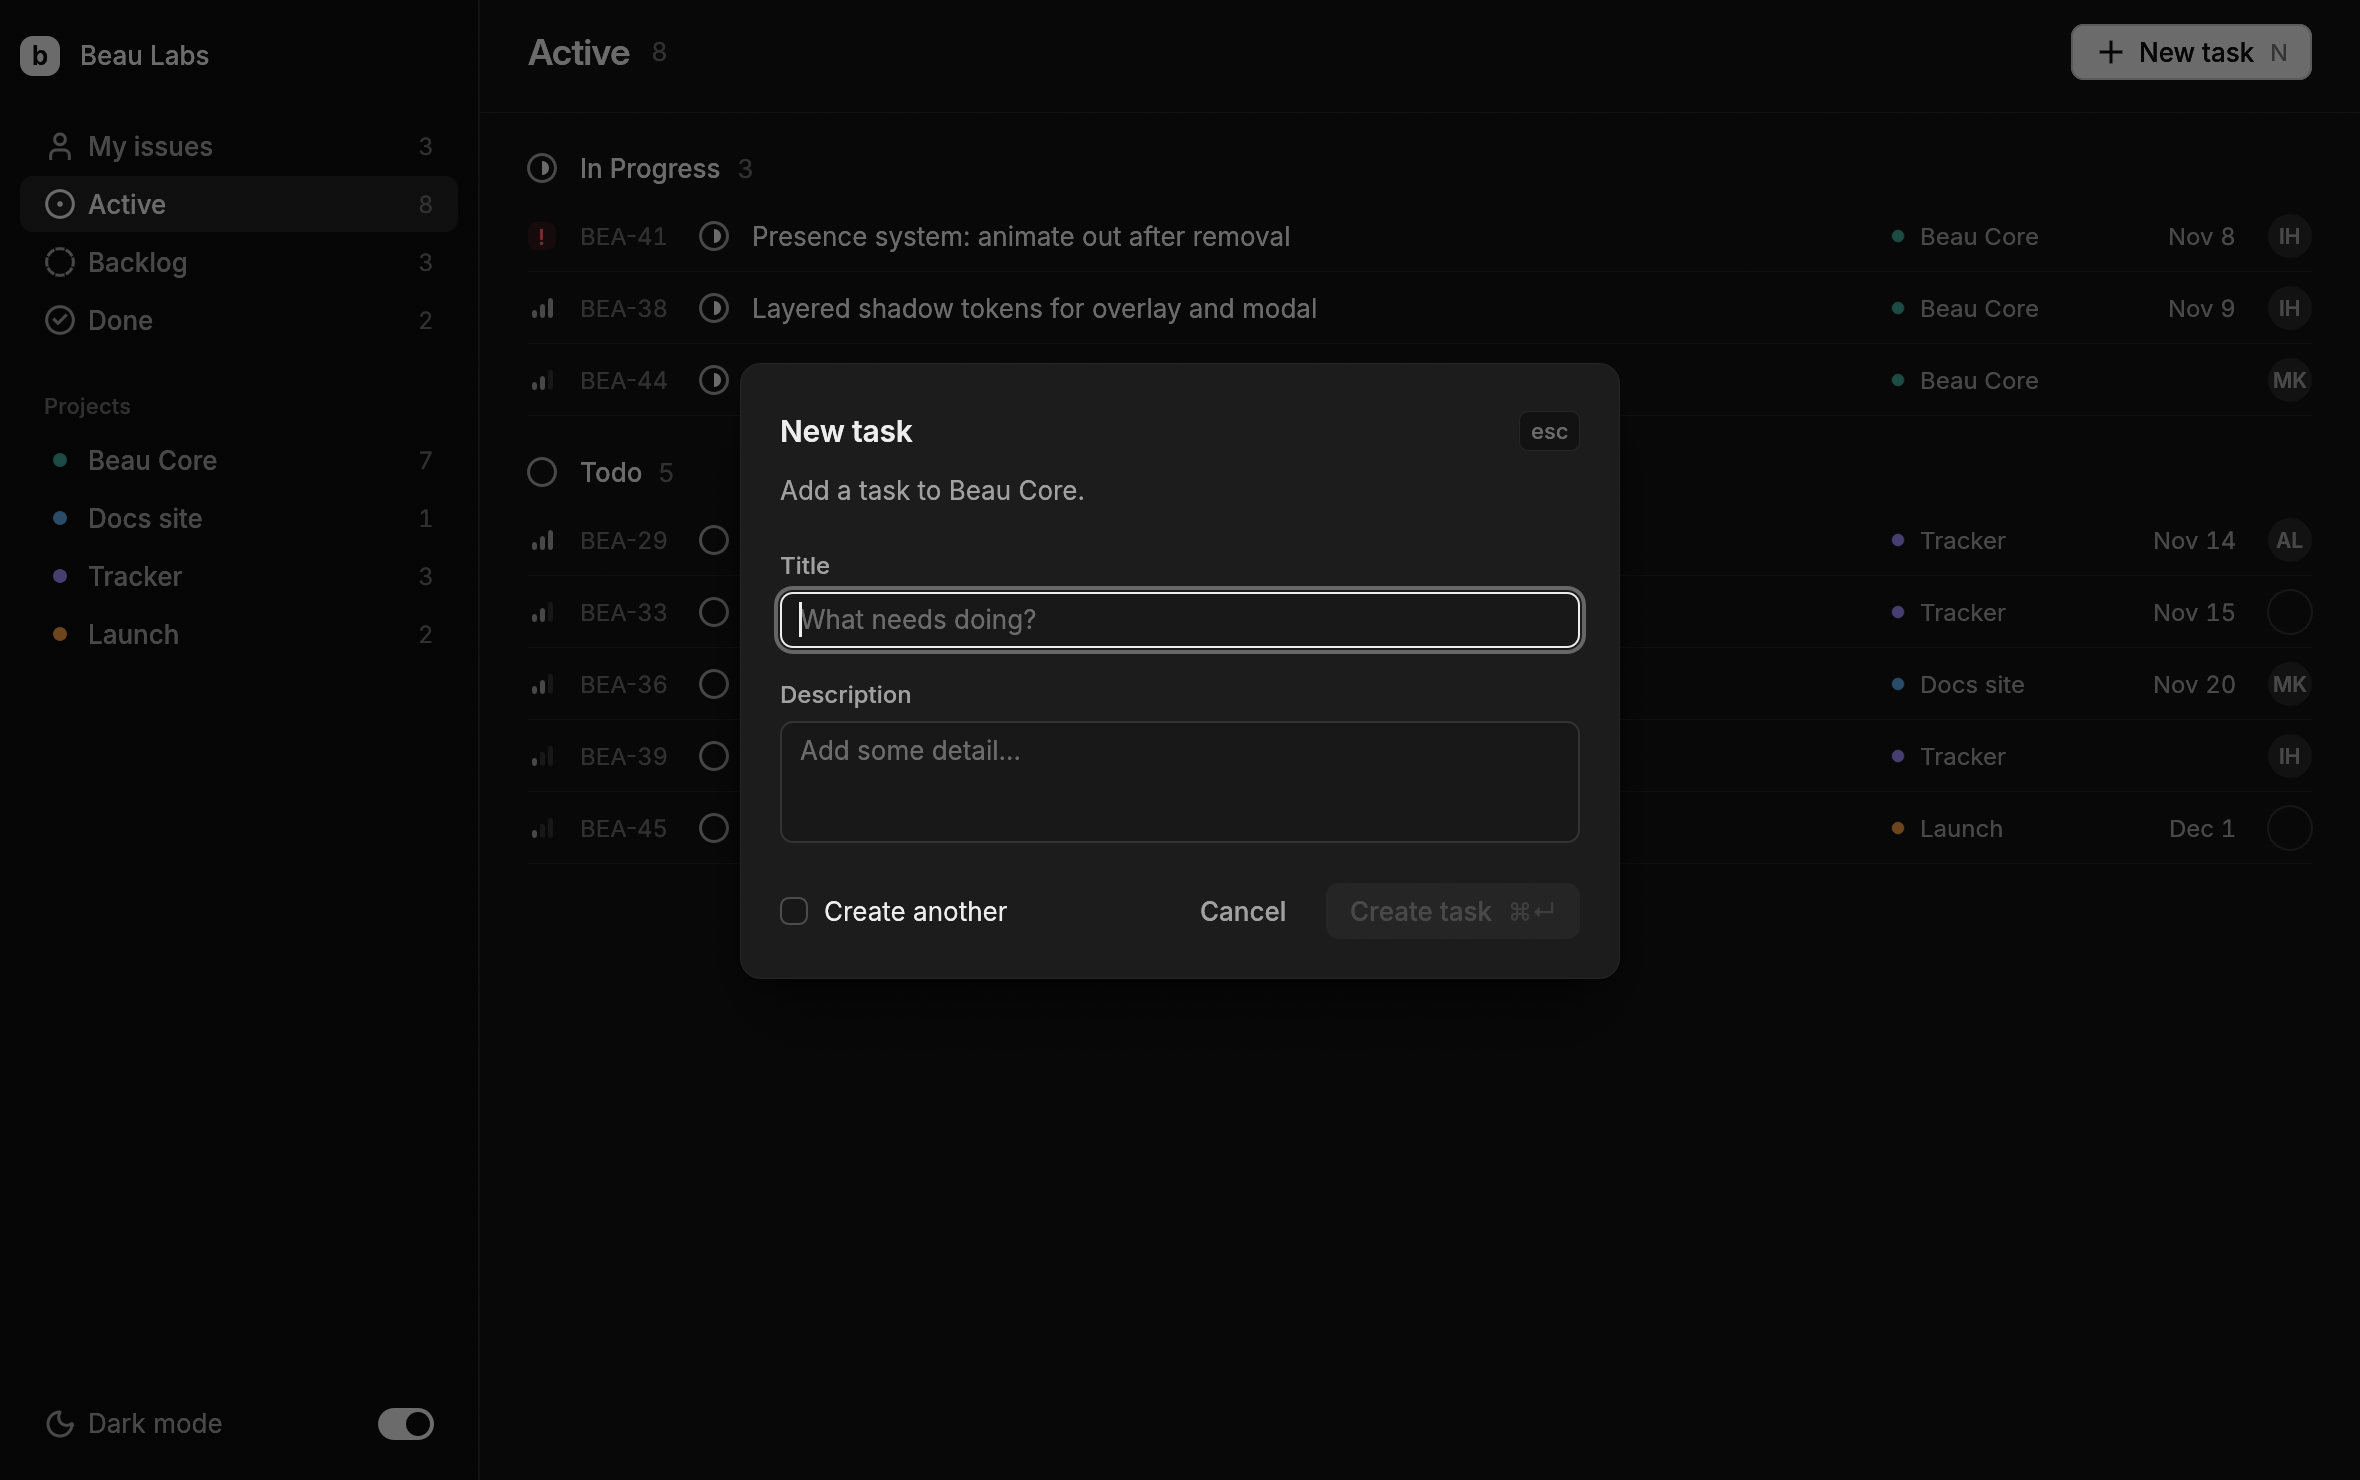 b Beau Labs
My issues 3
Active 8
Backlog 3
Done 2
Projects
Beau Core 7
Docs site 1
Tracker 3
Launch 2
Dark mode
Active 8
New task N
In Progress 3
! BEA-41 Presence system: animate out after removal Beau Core Nov 8 IH
BEA-38 Layered shadow tokens for overlay and modal Beau Core Nov 9 IH
BEA-44 Beau Core MK
Todo 5
BEA-29 Tracker Nov 14 AL
BEA-33 Tracker Nov 15
BEA-36 Docs site Nov 20 MK
BEA-39 Tracker IH
BEA-45 Launch Dec 1
New task esc
Add a task to Beau Core.
Title
What needs doing?
Description
Add some detail...
Create another Cancel Create task ⌘↵